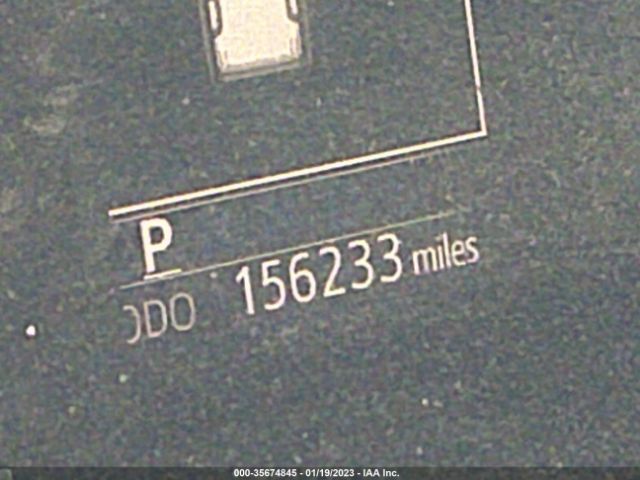 P
ODO 156233 miles
000-35674845 - 01/19/2023 - IAA Inc.